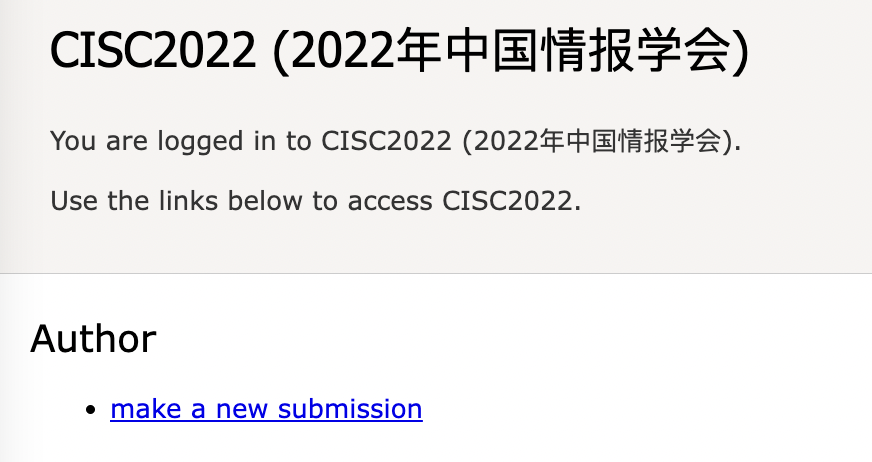 CISC2022 (2022年中国情报学会)
You are logged in to CISC2022 (2022年中国情报学会).
Use the links below to access CISC2022.
Author
• make a new submission